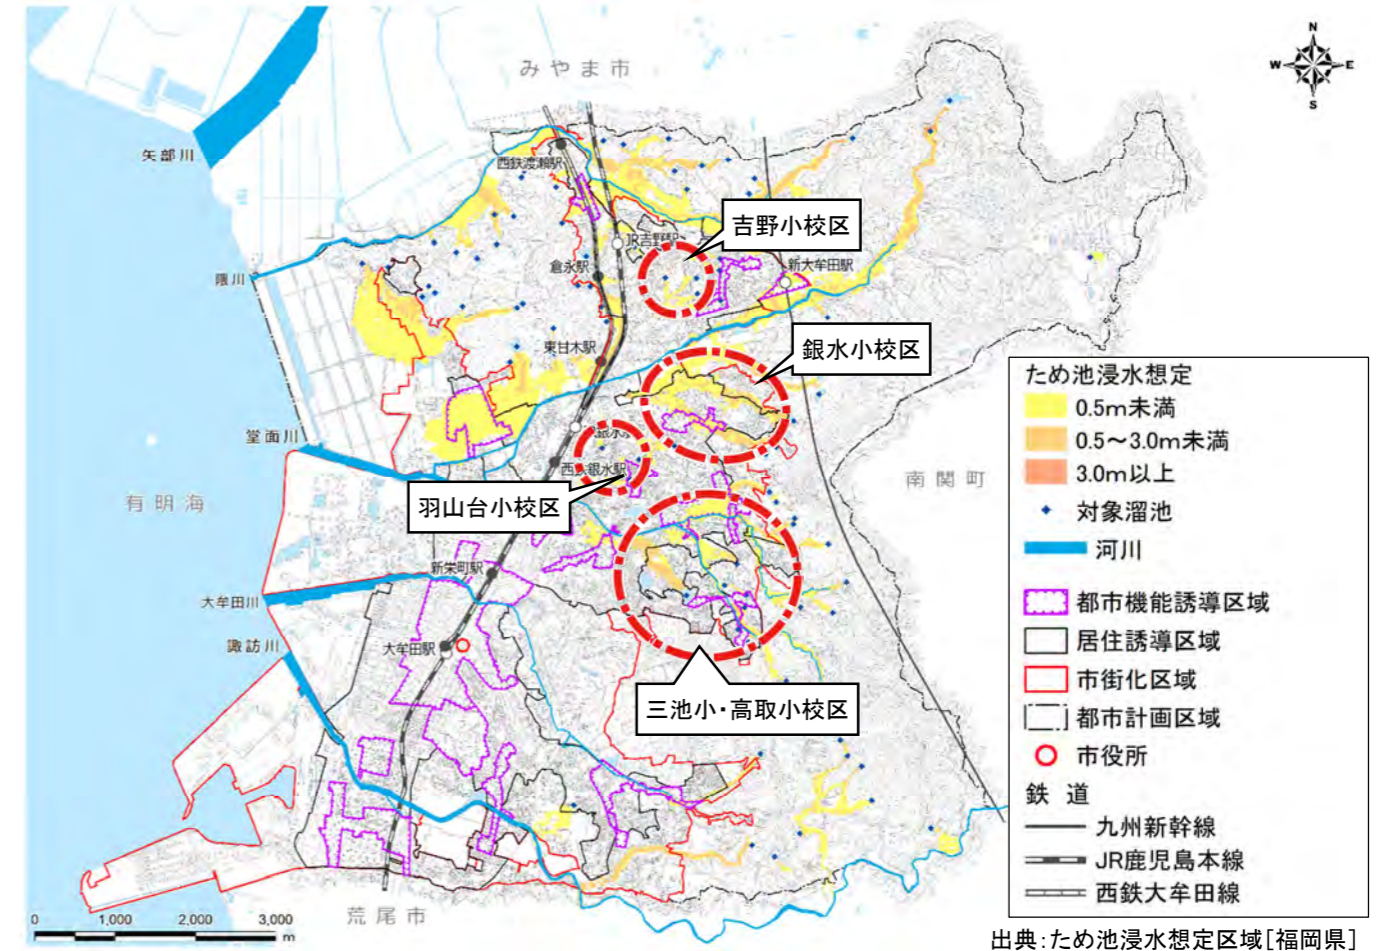 みやま市
N
W E
S
矢部川
西鉄渡瀬駅
吉野小校区
JR吉野駅
倉永駅
新大牟田駅
隈川
銀水小校区
東甘木駅
堂面川
銀水
西鉄銀水駅
有明海
南関町
羽山台小校区
新栄町駅
大牟田川
諏訪川
大牟田駅
三池小・高取小校区
荒尾市
0 1,000 2,000 3,000
m
ため池浸水想定
0.5m未満
0.5～3.0m未満
3.0m以上
対象溜池
河川
都市機能誘導区域
居住誘導区域
市街化区域
都市計画区域
市役所
鉄 道
九州新幹線
JR鹿児島本線
西鉄大牟田線
出典:ため池浸水想定区域[福岡県]